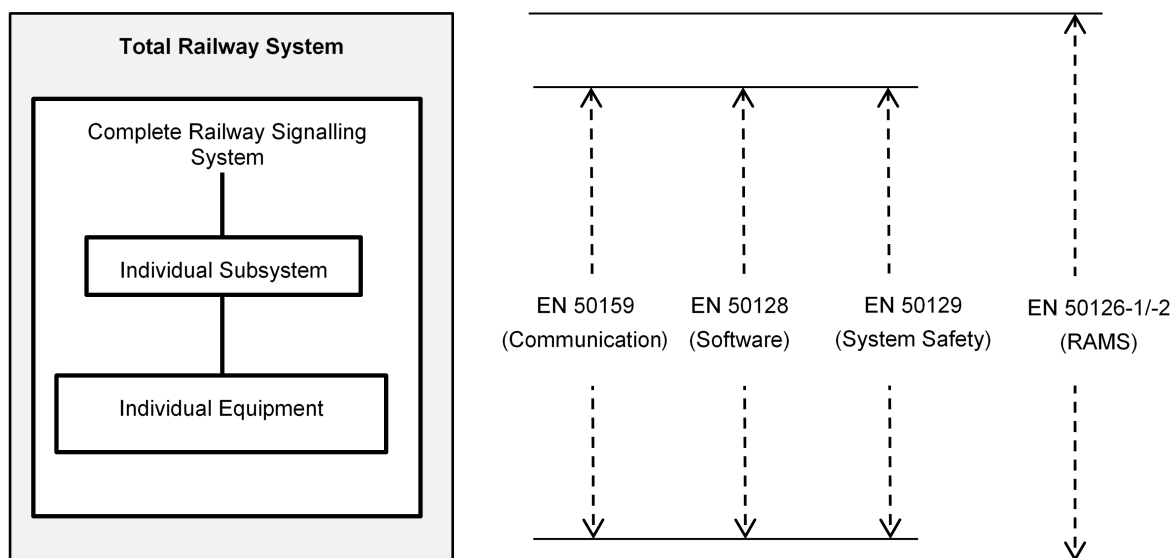 Total Railway System
Complete Railway Signalling
System
Individual Subsystem
Individual Equipment
EN 50159
(Communication)
EN 50128
(Software)
EN 50129
(System Safety)
EN 50126-1/-2
(RAMS)